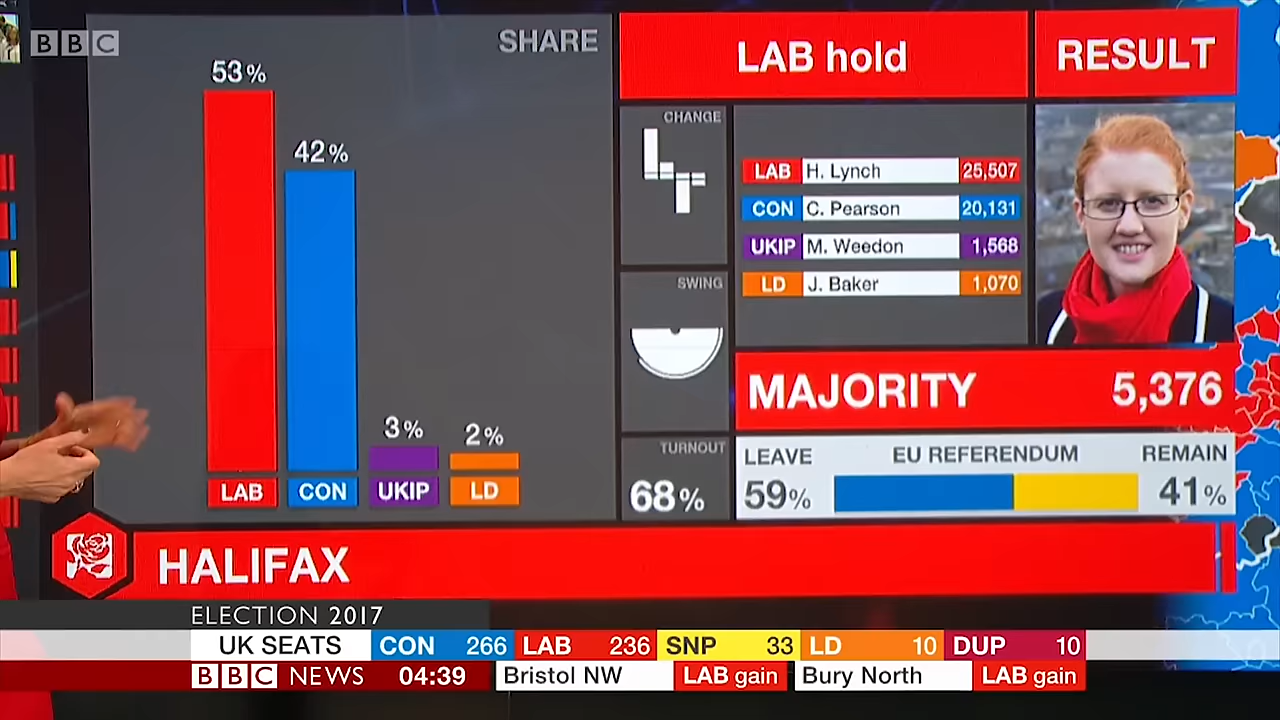 BBC
SHARE
53%
42%
3%
2%
LAB
CON
UKIP
LD
LAB hold
RESULT
CHANGE
LAB H. Lynch 25,507
CON C. Pearson 20,131
UKIP M. Weedon 1,568
LD J. Baker 1,070
SWING
MAJORITY 5,376
TURNOUT
68%
LEAVE EU REFERENDUM REMAIN
59% 41%
HALIFAX
ELECTION 2017
UK SEATS CON 266 LAB 236 SNP 33 LD 10 DUP 10
BBC NEWS 04:39 Bristol NW LAB gain Bury North LAB gain